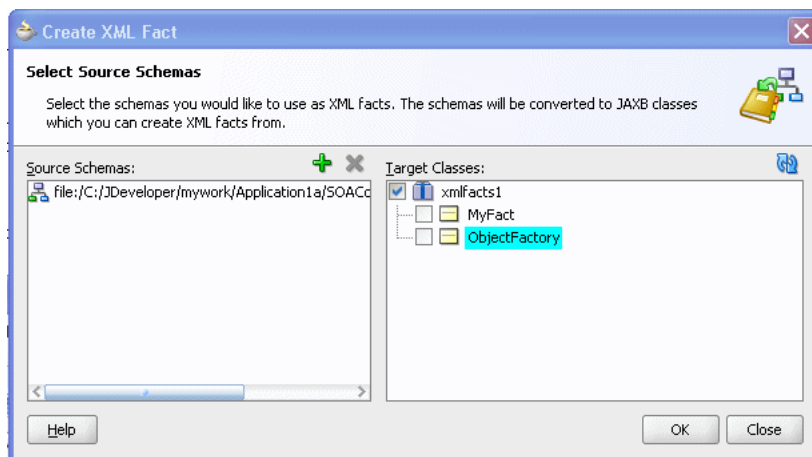 Create XML Fact
Select Source Schemas
Select the schemas you would like to use as XML facts. The schemas will be converted to JAXB classes
which you can create XML facts from.
Source Schemas:
Target Classes:
file:/C:/JDeveloper/mywork/Application1a/SOACo
xmlfacts1
MyFact
ObjectFactory
Help
OK
Close